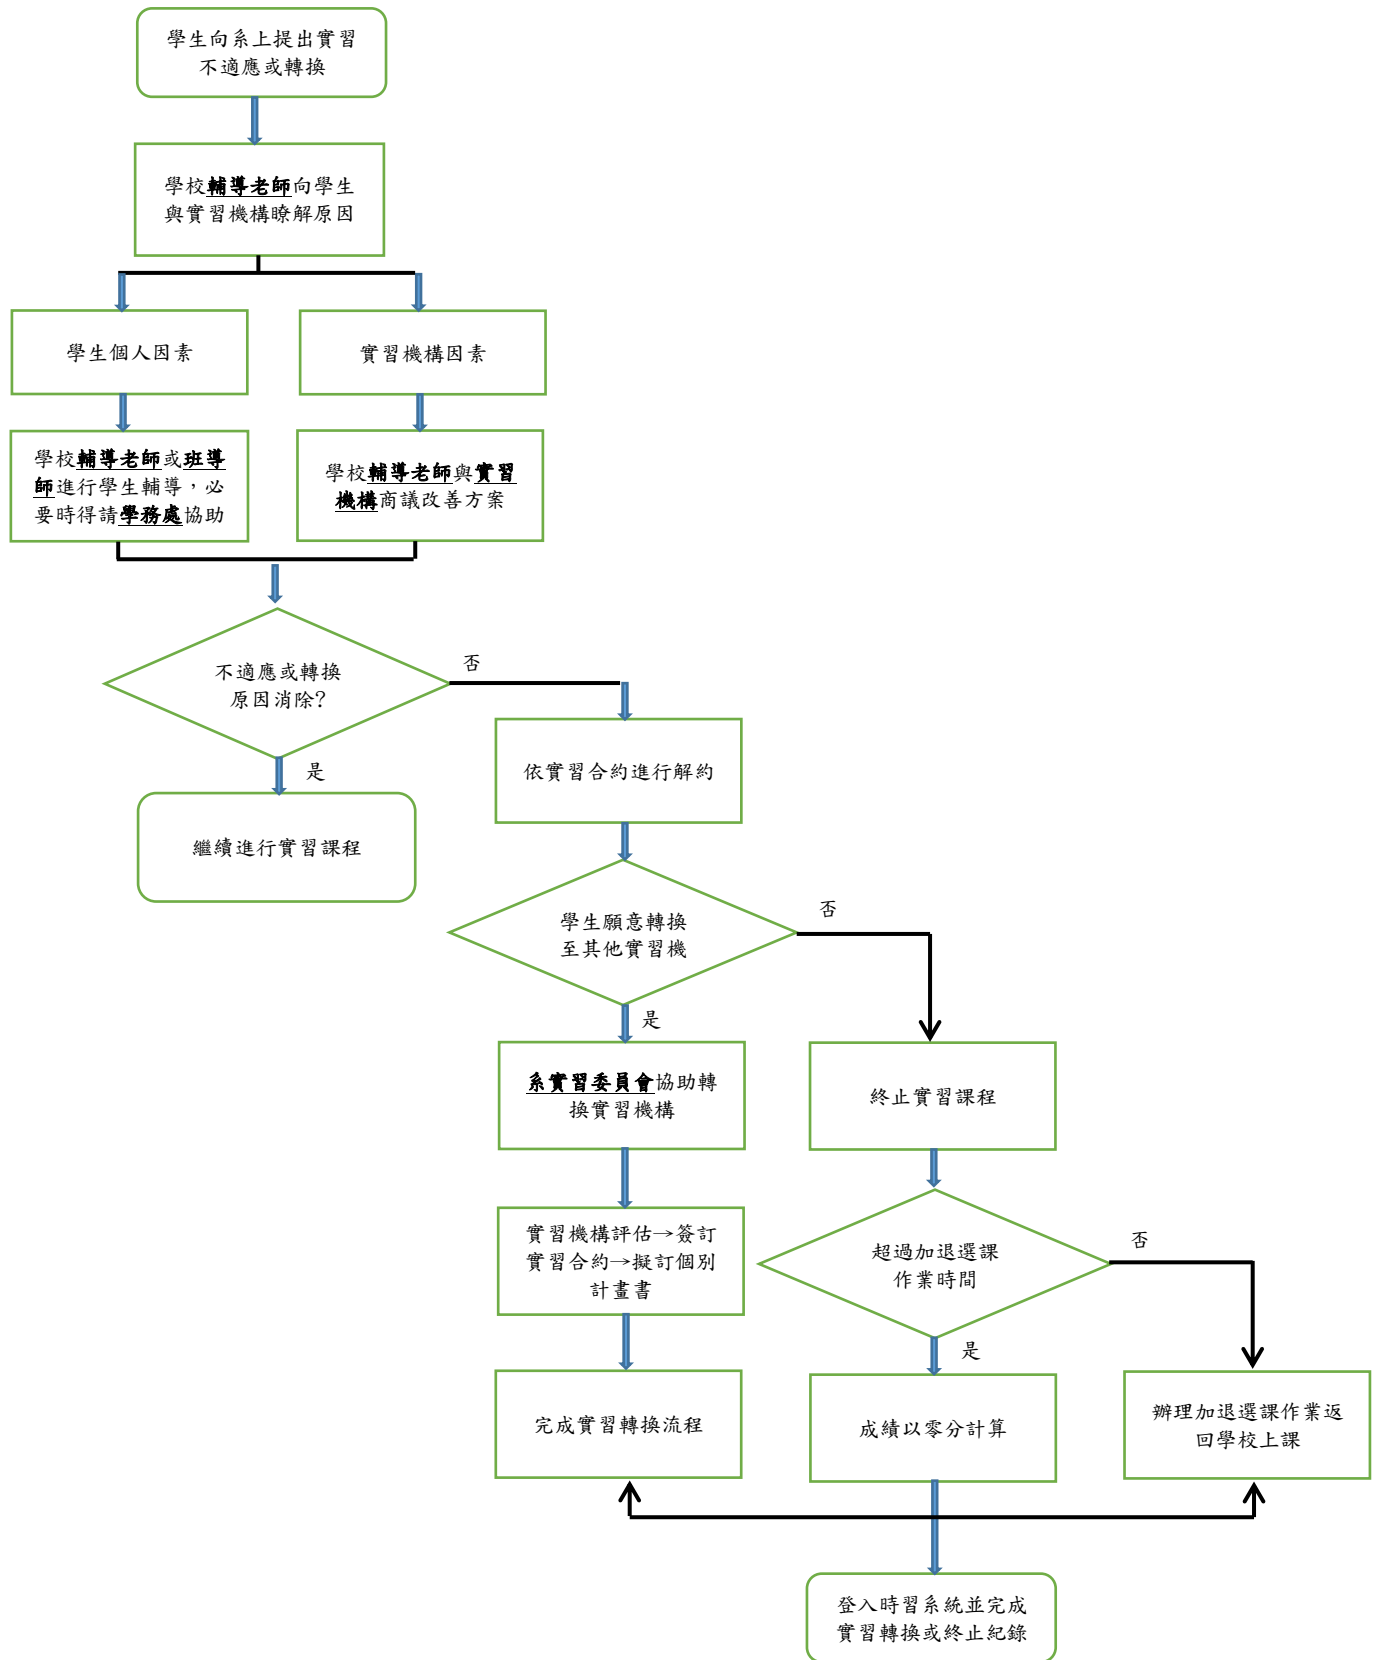 學生向系上提出實習
不適應或轉換
學校輔導老師向學生
與實習機構瞭解原因
學生個人因素
實習機構因素
學校輔導老師或班導
師進行學生輔導，必
要時得請學務處協助
學校輔導老師與實習
機構商議改善方案
不適應或轉換
原因消除?
否
是
依實習合約進行解約
繼續進行實習課程
學生願意轉換
至其他實習機
否
是
系實習委員會協助轉
換實習機構
終止實習課程
實習機構評估→簽訂
實習合約→擬訂個別
計畫書
超過加退選課
作業時間
否
是
完成實習轉換流程
成績以零分計算
辦理加退選課作業返
回學校上課
登入時習系統並完成
實習轉換或終止紀錄